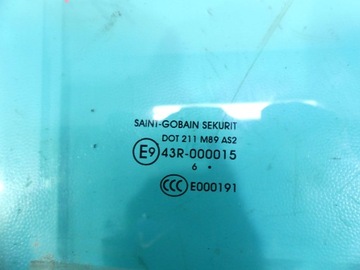 SAINT-GOBAIN SEKURIT
DOT 211 M89 AS2
E9 43R-000015
6 •
CCC E000191